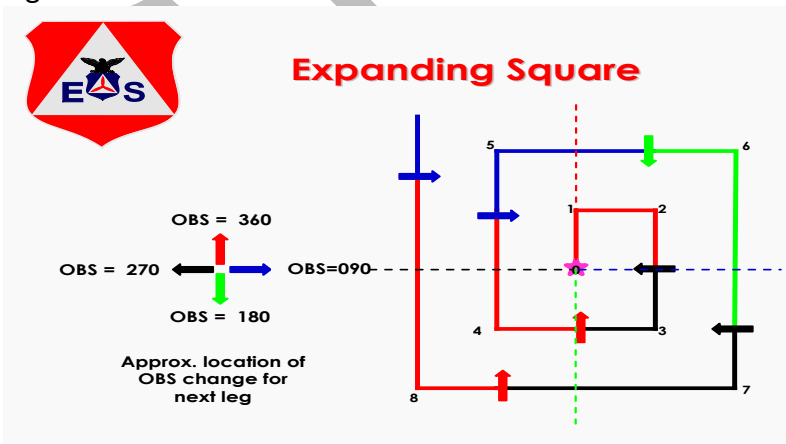 Expanding Square
E S
5
6
1
2
OBS = 360
OBS = 270
OBS=090
0
OBS = 180
4
3
Approx. location of
OBS change for
next leg
8
7